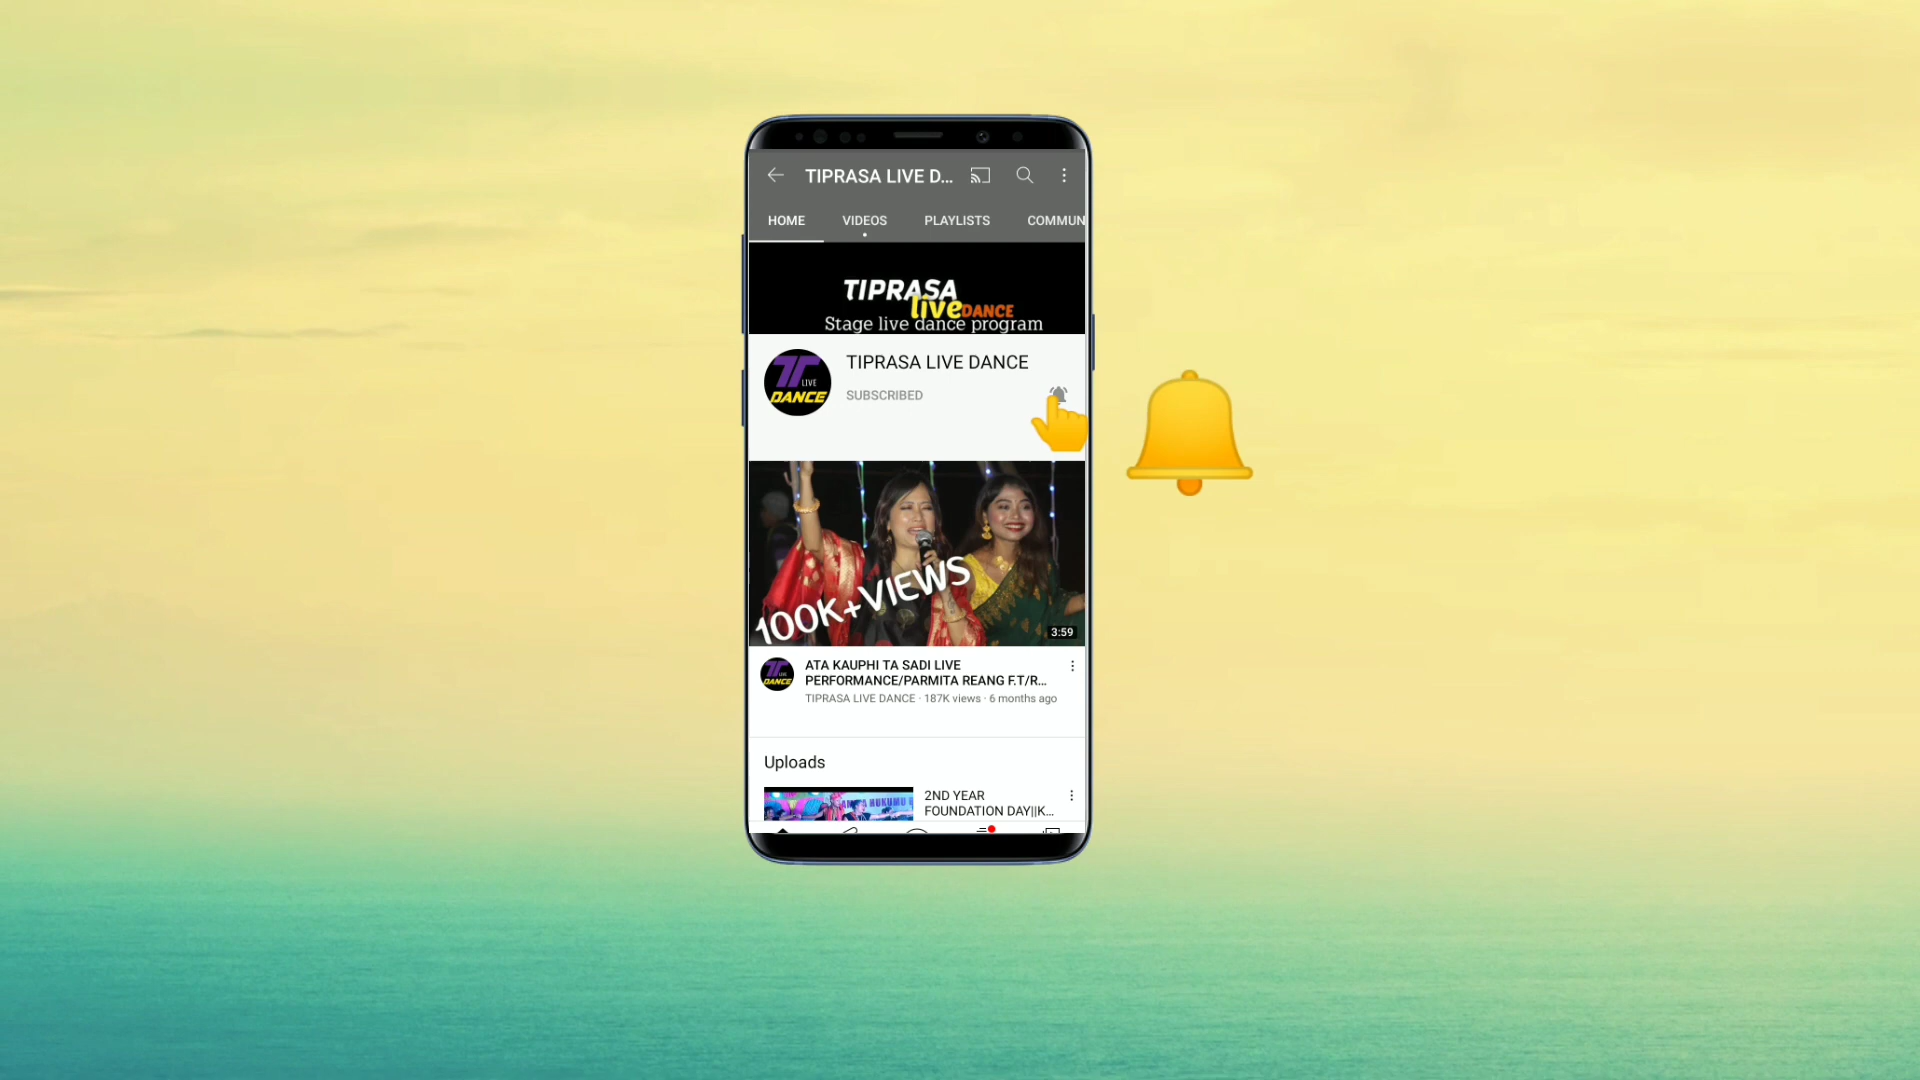 TIPRASA LIVE D...
HOME VIDEOS PLAYLISTS COMMUN
TIPRASA
live DANCE
Stage live dance program
LIVE
DANCE
TIPRASA LIVE DANCE
SUBSCRIBED
100K+VIEWS
3:59
DANCE
ATA KAUPHI TA SADI LIVE
PERFORMANCE/PARMITA REANG F.T/R...
TIPRASA LIVE DANCE · 187K views · 6 months ago
Uploads
2ND YEAR
FOUNDATION DAY||K...